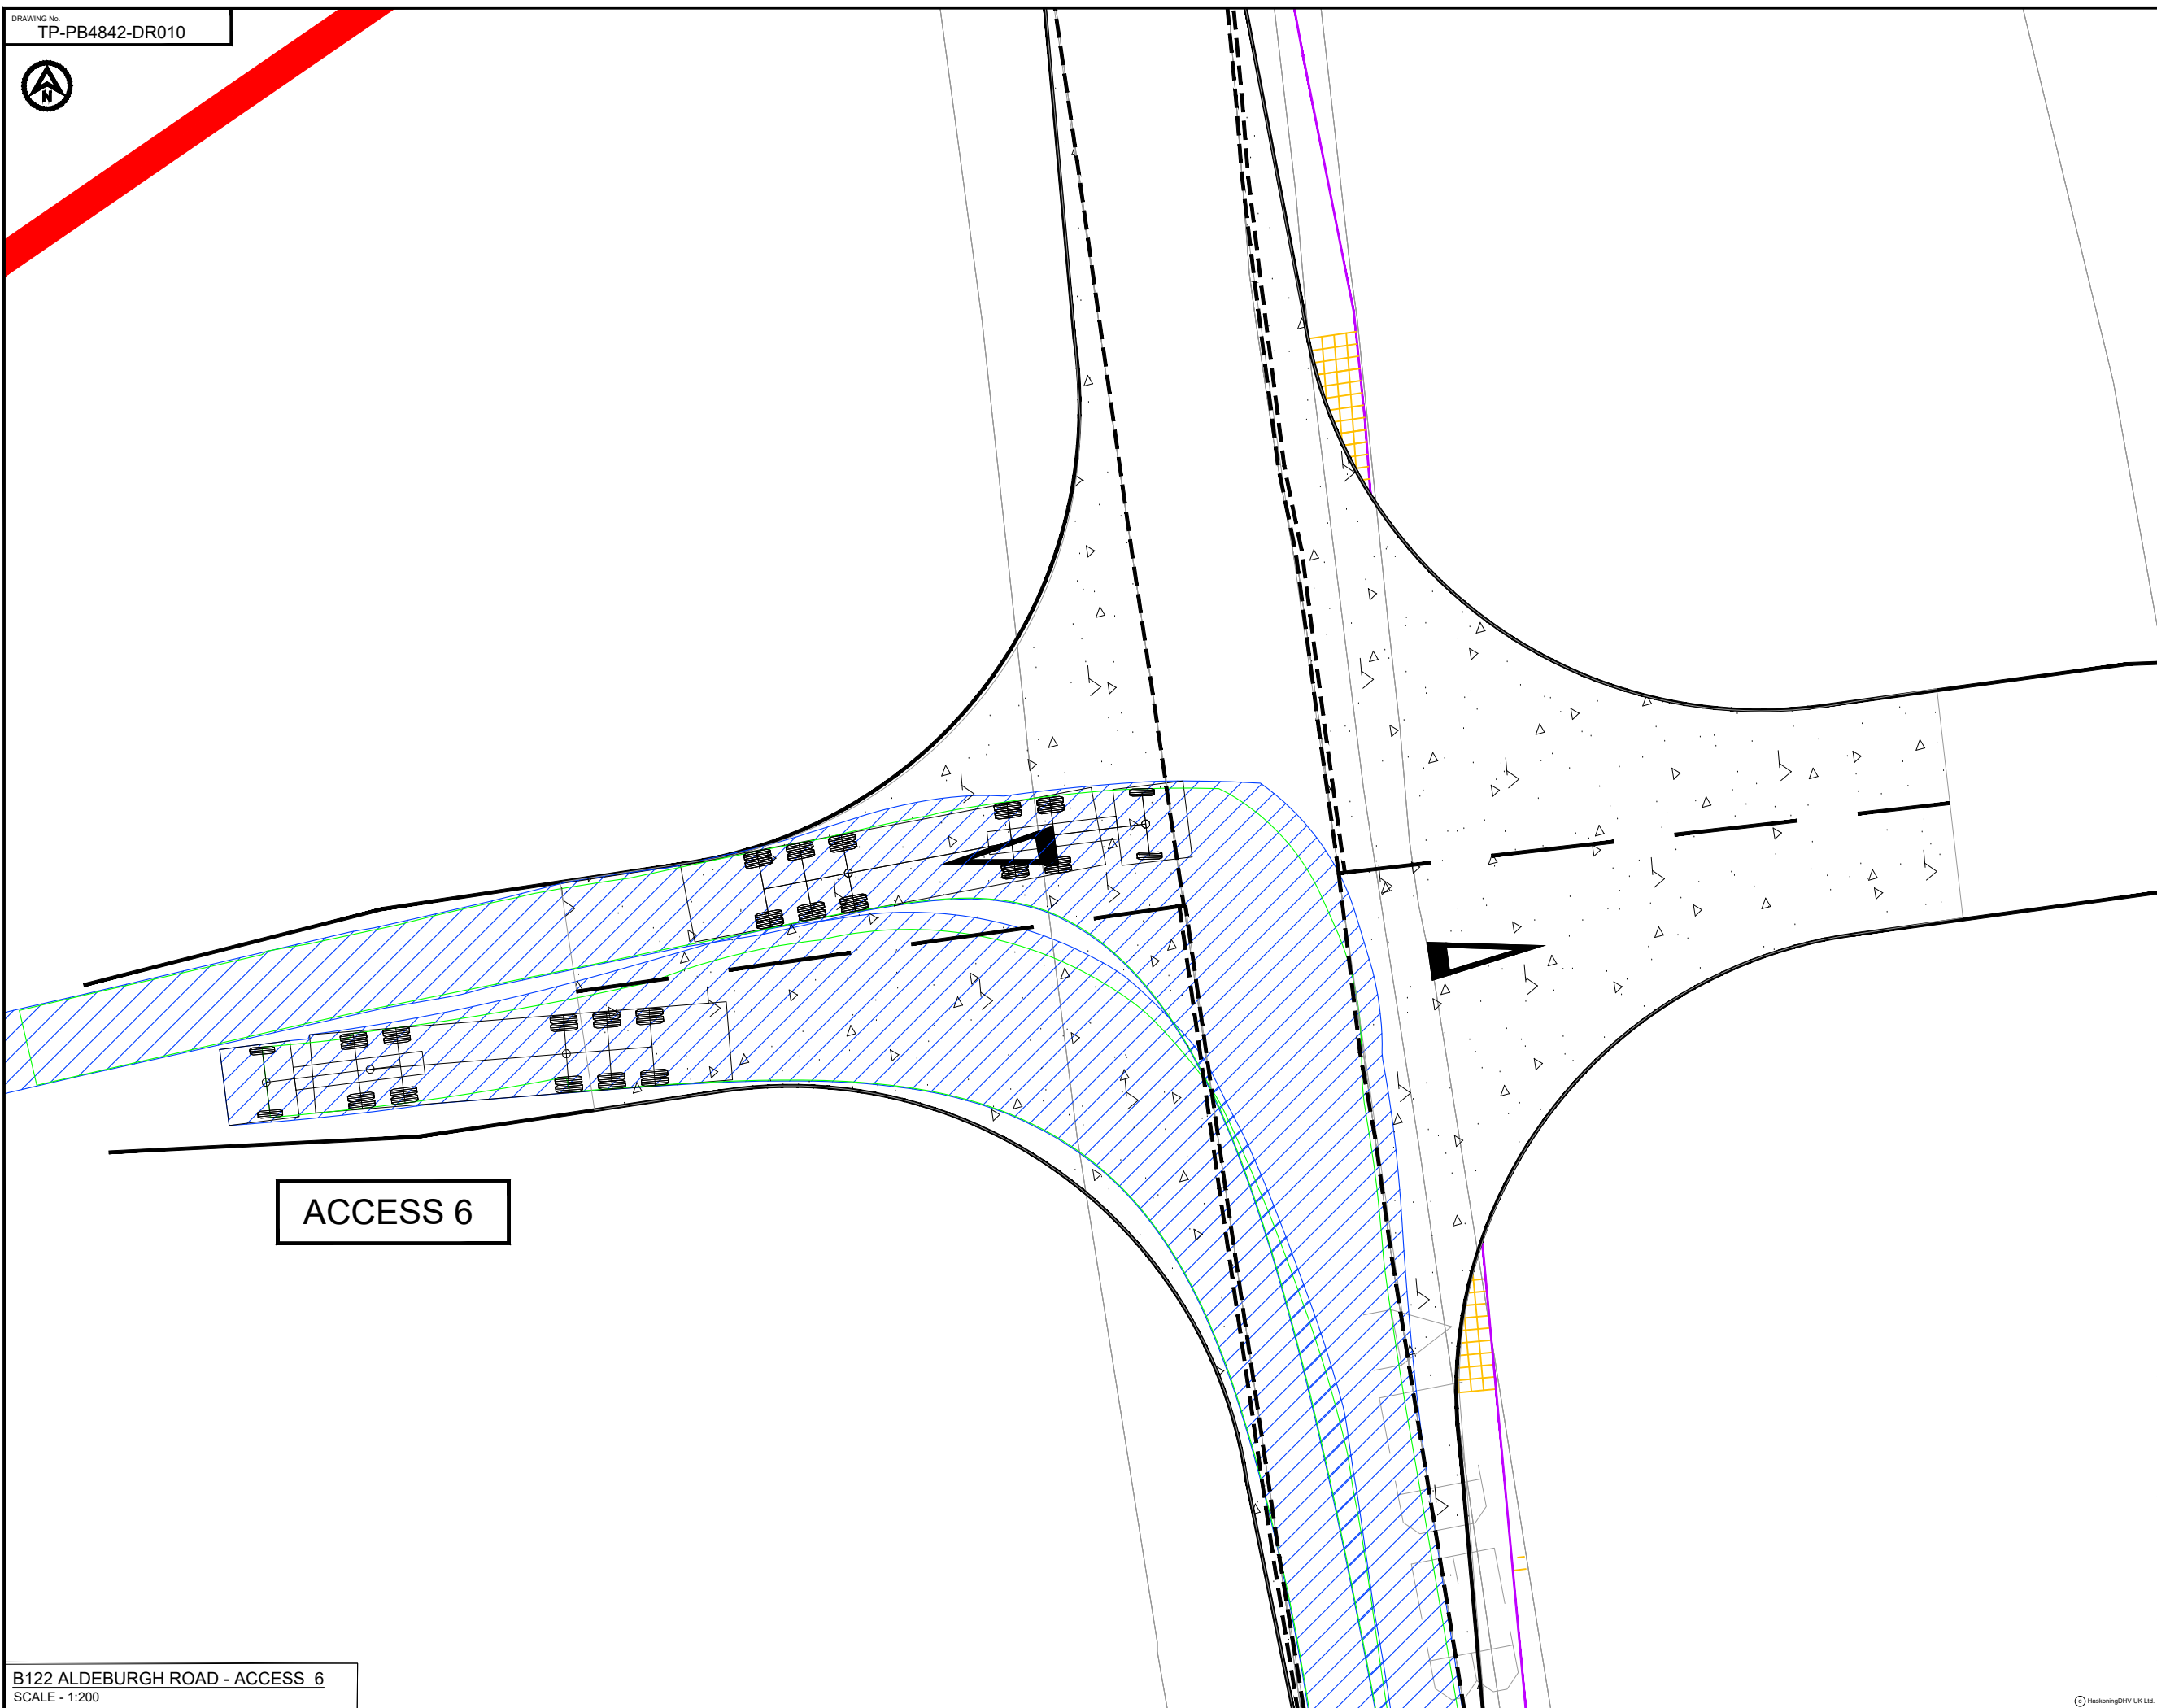 DRAWING No.
TP-PB4842-DR010
N
ACCESS 6
B122 ALDEBURGH ROAD - ACCESS 6
SCALE - 1:200
© HaskoningDHV UK Ltd.